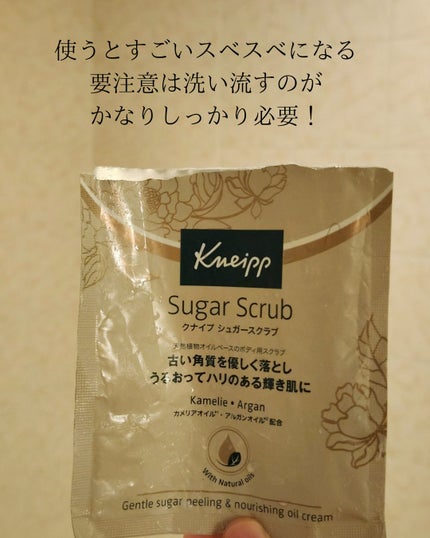 使うとすごいスベスベになる
要注意は洗い流すのが
かなりしっかり必要！
Kneipp
Sugar Scrub
クナイプ シュガースクラブ
天然植物オイルベースのボディ用スクラブ
古い角質を優しく落とし
うるおってハリのある輝き肌に
Kamelie • Argan
カメリアオイル*・アルガンオイル*配合
With Natural oils
Gentle sugar peeling & nourishing oil cream